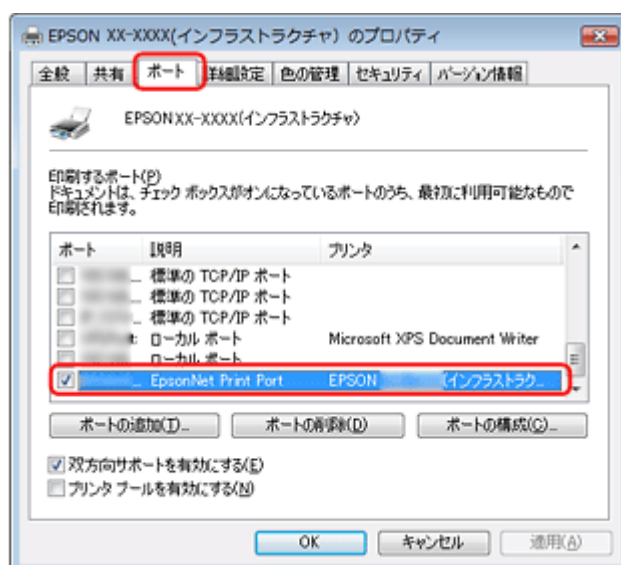 EPSON XX-XXXX(インフラストラクチャ) のプロパティ
全般 共有 ポート 詳細設定 色の管理 セキュリティ バージョン情報
EPSON XX-XXXX(インフラストラクチャ)
印刷するポート(P)
ドキュメントは、チェック ボックスがオンになっているポートのうち、最初に利用可能なもので
印刷されます。
ポート 説明 プリンタ
... 標準の TCP/IP ポート
... 標準の TCP/IP ポート
... 標準の TCP/IP ポート
t: ローカル ポート Microsoft XPS Document Writer
ローカル ポート
... EpsonNet Print Port EPSON (インフラストラク...
ポートの追加(T)... ポートの削除(D) ポートの構成(C)...
双方向サポートを有効にする(E)
プリンタ プールを有効にする(N)
OK キャンセル 適用(A)